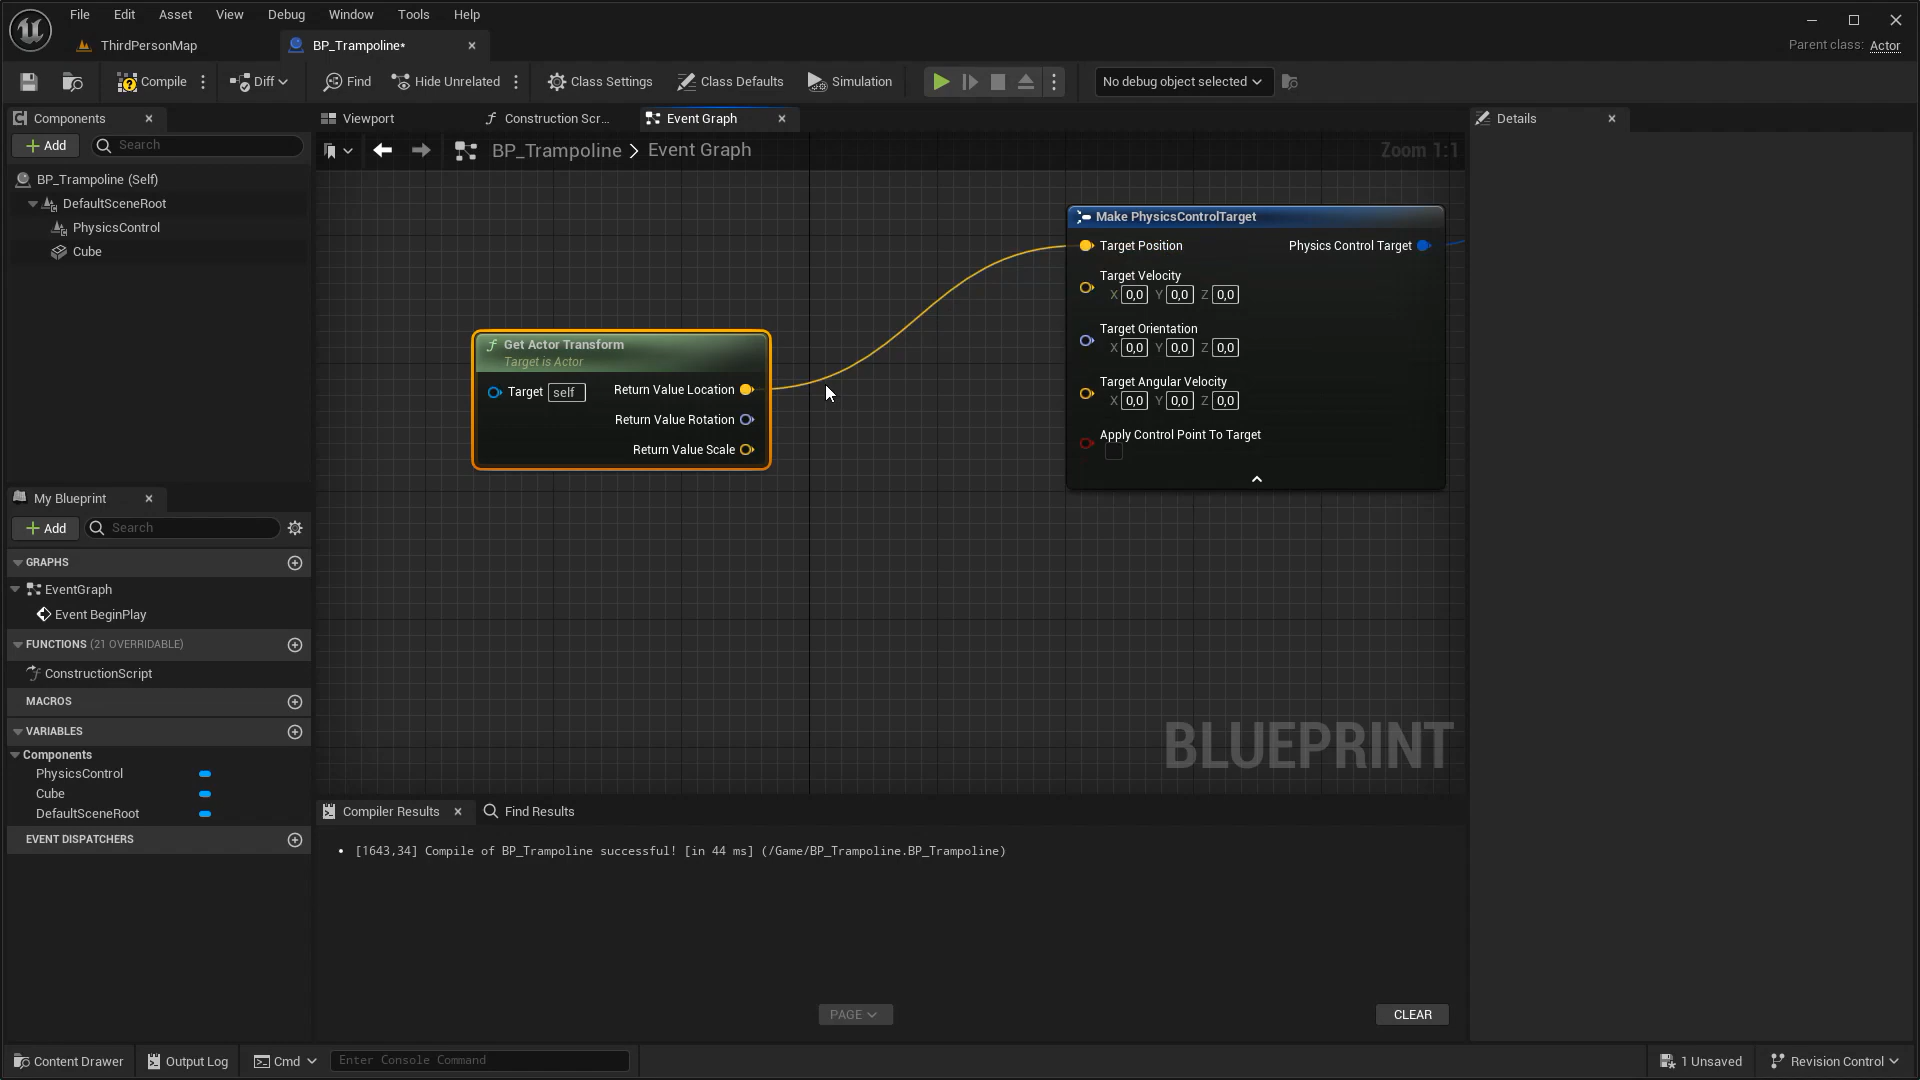 File Edit Asset View Debug Window Tools Help
ThirdPersonMap BP_Trampoline*
Parent class: Actor
Compile Diff Find Hide Unrelated Class Settings Class Defaults Simulation No debug object selected
Components
Add Search
BP_Trampoline (Self)
DefaultSceneRoot
PhysicsControl
Cube
Viewport Construction Scr... Event Graph
BP_Trampoline > Event Graph
Zoom 1:1
Get Actor Transform
Target is Actor
Target self Return Value Location
Return Value Rotation
Return Value Scale
Make PhysicsControlTarget
Target Position Physics Control Target
Target Velocity
X 0,0 Y 0,0 Z 0,0
Target Orientation
X 0,0 Y 0,0 Z 0,0
Target Angular Velocity
X 0,0 Y 0,0 Z 0,0
Apply Control Point To Target
BLUEPRINT
Details
My Blueprint
Add Search
GRAPHS
EventGraph
Event BeginPlay
FUNCTIONS (21 OVERRIDABLE)
ConstructionScript
MACROS
VARIABLES
Components
PhysicsControl
Cube
DefaultSceneRoot
EVENT DISPATCHERS
Compiler Results Find Results
• [1643,34] Compile of BP_Trampoline successful! [in 44 ms] (/Game/BP_Trampoline.BP_Trampoline)
PAGE CLEAR
Content Drawer Output Log Cmd Enter Console Command 1 Unsaved Revision Control